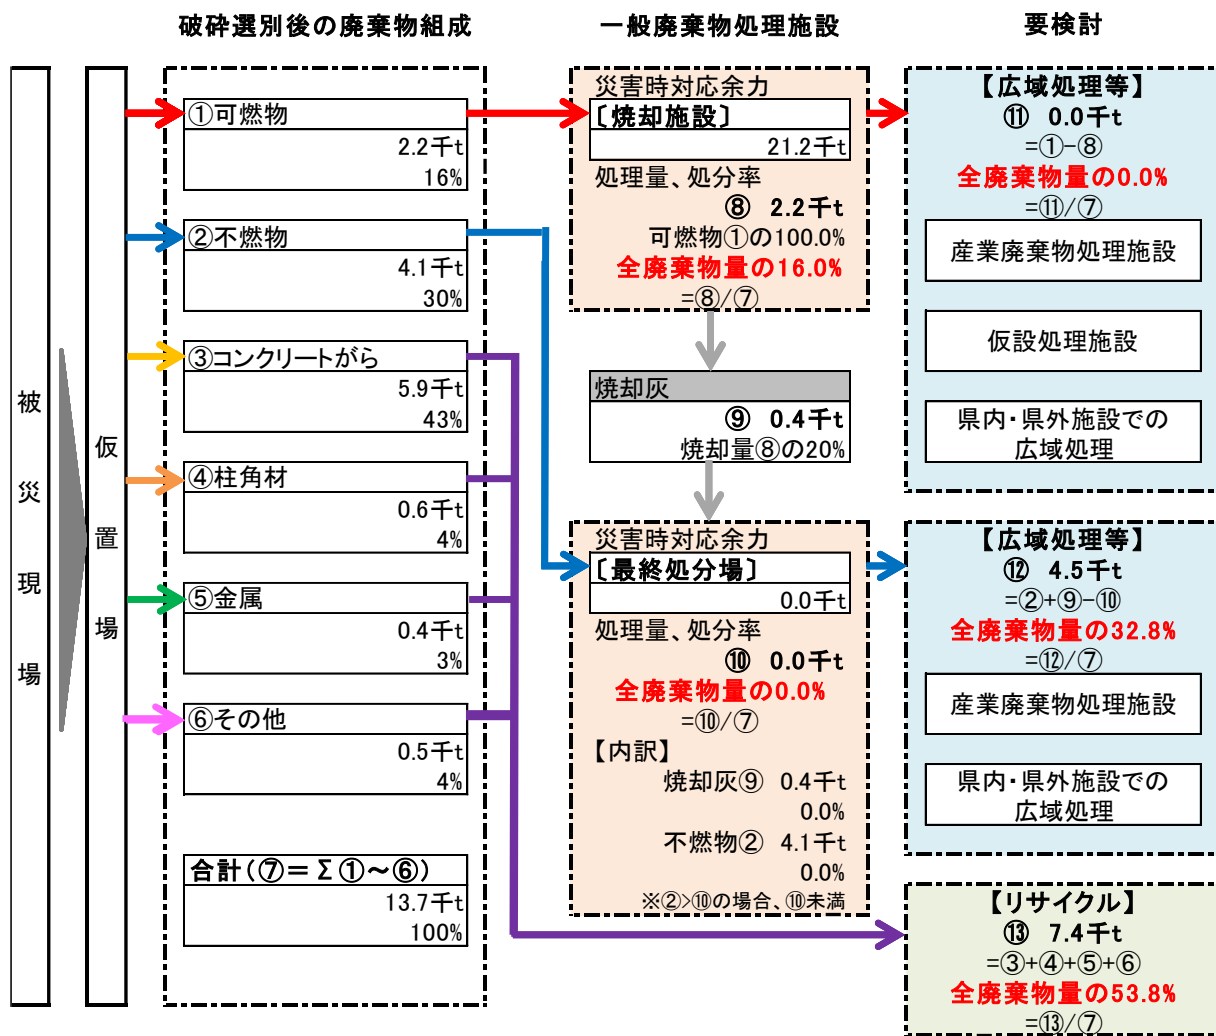 破砕選別後の廃棄物組成
一般廃棄物処理施設
要検討
被災現場
仮置場
①可燃物
2.2千t
16%
②不燃物
4.1千t
30%
③コンクリートがら
5.9千t
43%
④柱角材
0.6千t
4%
⑤金属
0.4千t
3%
⑥その他
0.5千t
4%
合計(⑦=Σ①~⑥)
13.7千t
100%
災害時対応余力
〔焼却施設〕
21.2千t
処理量、処分率
⑧ 2.2千t
可燃物①の100.0%
全廃棄物量の16.0%
=⑧/⑦
焼却灰
⑨ 0.4千t
焼却量⑧の20%
災害時対応余力
〔最終処分場〕
0.0千t
処理量、処分率
⑩ 0.0千t
全廃棄物量の0.0%
=⑩/⑦
【内訳】
焼却灰⑨ 0.4千t
0.0%
不燃物② 4.1千t
0.0%
※②>⑩の場合、⑩未満
【広域処理等】
⑪ 0.0千t
=①-⑧
全廃棄物量の0.0%
=⑪/⑦
産業廃棄物処理施設
仮設処理施設
県内・県外施設での
広域処理
【広域処理等】
⑫ 4.5千t
=②+⑨-⑩
全廃棄物量の32.8%
=⑫/⑦
産業廃棄物処理施設
県内・県外施設での
広域処理
【リサイクル】
⑬ 7.4千t
=③+④+⑤+⑥
全廃棄物量の53.8%
=⑬/⑦